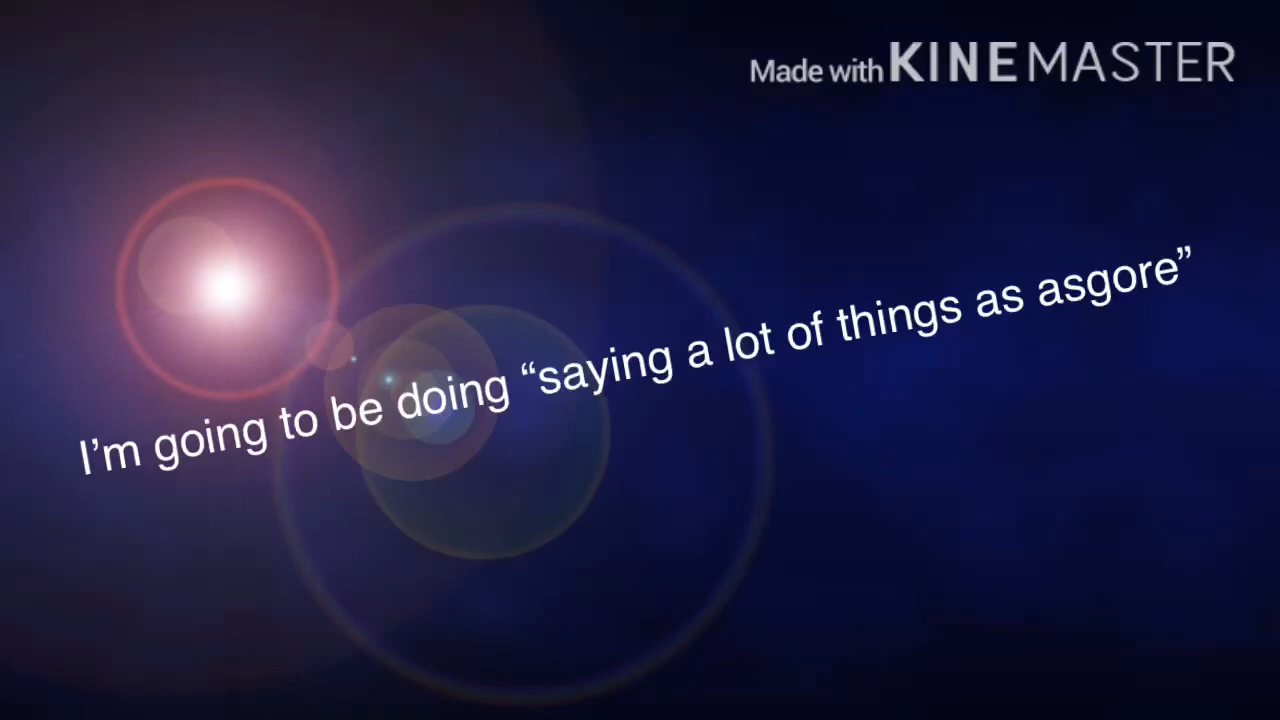 Made with KINEMASTER
I’m going to be doing “saying a lot of things as asgore”